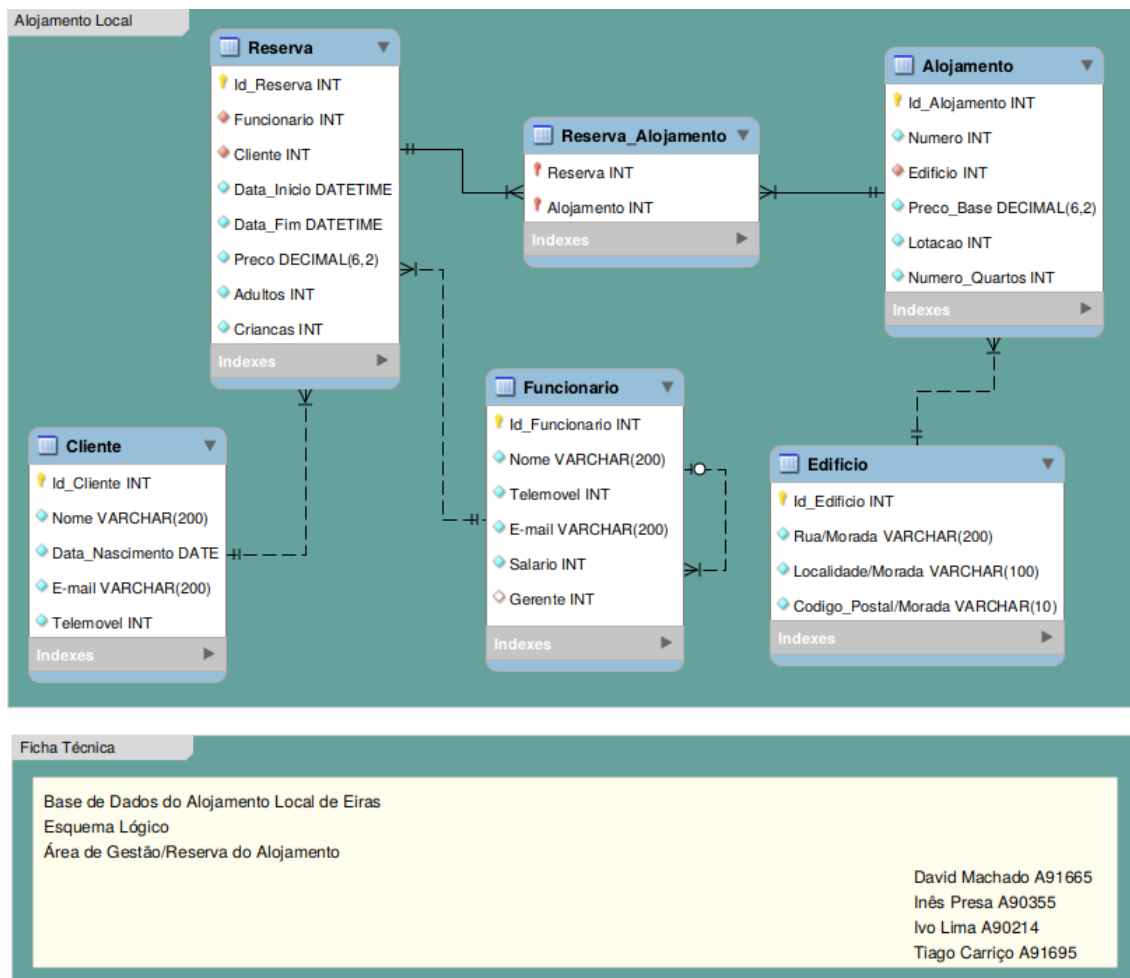 Alojamento Local
Reserva
Id_Reserva INT
Funcionario INT
Cliente INT
Data_Inicio DATETIME
Data_Fim DATETIME
Preco DECIMAL(6,2)
Adultos INT
Criancas INT
Indexes
Reserva_Alojamento
Reserva INT
Alojamento INT
Indexes
Alojamento
Id_Alojamento INT
Numero INT
Edificio INT
Preco_Base DECIMAL(6,2)
Lotacao INT
Numero_Quartos INT
Indexes
Cliente
Id_Cliente INT
Nome VARCHAR(200)
Data_Nascimento DATE
E-mail VARCHAR(200)
Telemovel INT
Indexes
Funcionario
Id_Funcionario INT
Nome VARCHAR(200)
Telemovel INT
E-mail VARCHAR(200)
Salario INT
Gerente INT
Indexes
Edificio
Id_Edificio INT
Rua/Morada VARCHAR(200)
Localidade/Morada VARCHAR(100)
Codigo_Postal/Morada VARCHAR(10)
Indexes
Ficha Técnica
Base de Dados do Alojamento Local de Eiras
Esquema Lógico
Área de Gestão/Reserva do Alojamento
David Machado A91665
Inês Presa A90355
Ivo Lima A90214
Tiago Carriço A91695